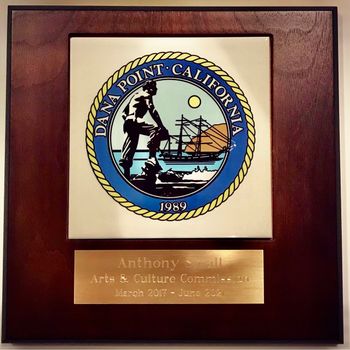 DANA POINT · CALIFORNIA
1989
Anthony
Arts & Culture
March 2017 - June